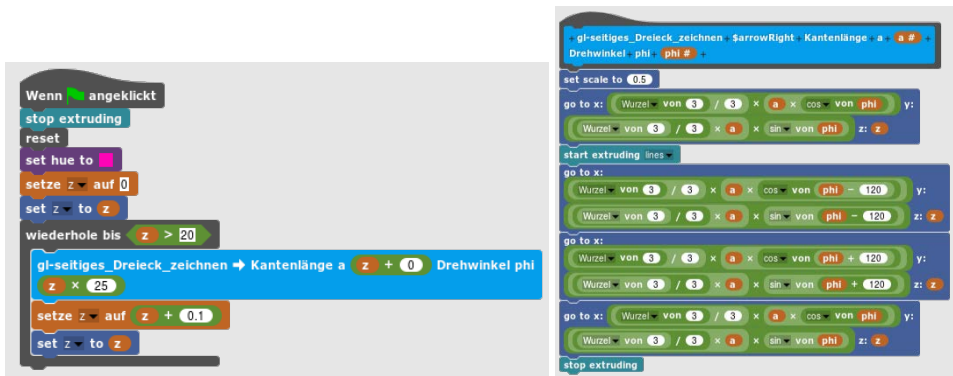 Wenn angeklickt
stop extruding
reset
set hue to
setze z auf 0
set z to z
wiederhole bis z > 20
gl-seitiges_Dreieck_zeichnen ➔ Kantenlänge a z + 0 Drehwinkel phi
z × 25
setze z auf z + 0.1
set z to z
+ gl-seitiges_Dreieck_zeichnen + $arrowRight + Kantenlänge + a + a # +
Drehwinkel + phi + phi # +
set scale to 0.5
go to x: Wurzel von 3 / 3 × a × cos von phi y:
Wurzel von 3 / 3 × a × sin von phi z: z
start extruding lines
go to x:
Wurzel von 3 / 3 × a × cos von phi - 120 y:
Wurzel von 3 / 3 × a × sin von phi - 120 z: z
go to x:
Wurzel von 3 / 3 × a × cos von phi + 120 y:
Wurzel von 3 / 3 × a × sin von phi + 120 z: z
go to x: Wurzel von 3 / 3 × a × cos von phi y:
Wurzel von 3 / 3 × a × sin von phi z: z
stop extruding